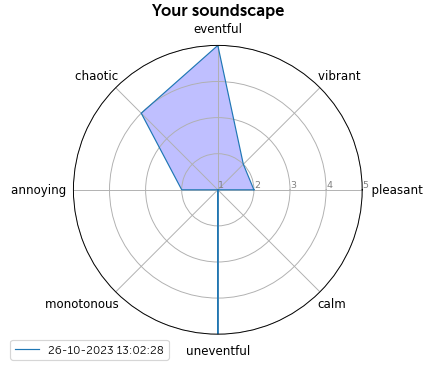 Your soundscape
eventful
chaotic
vibrant
annoying
1 2 3 4 5
pleasant
monotonous
calm
26-10-2023 13:02:28
uneventful